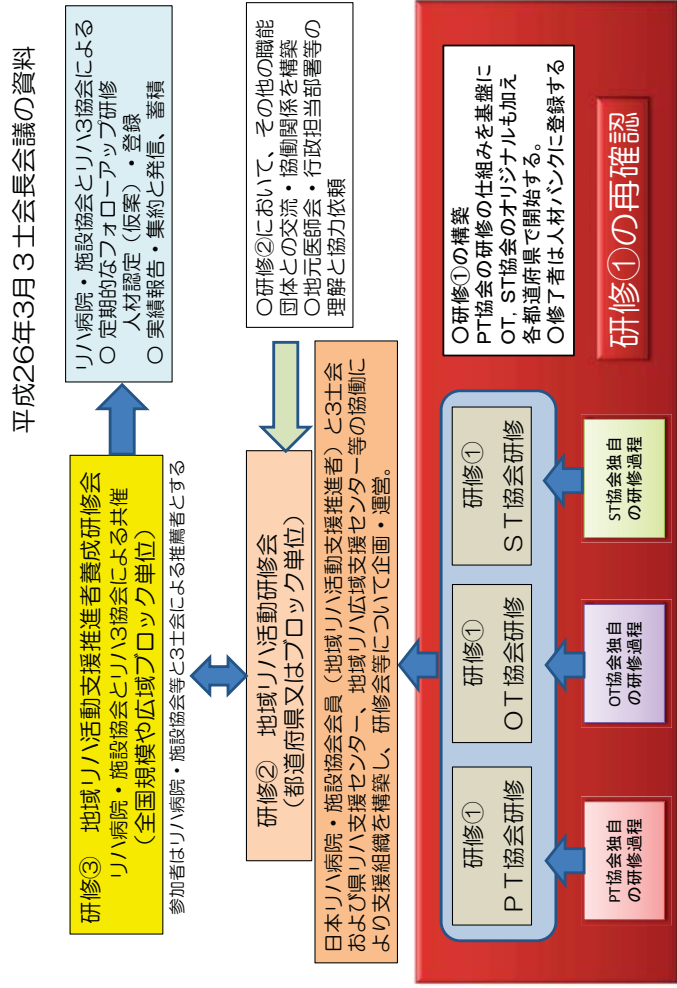 平成26年3月3士会長会議の資料
研修③　地域リハ活動支援推進者養成研修会
リハ病院・施設協会とリハ3協会による共催
（全国規模や広域ブロック単位）
参加者はリハ病院・施設協会等と3士会による推薦者とする
リハ病院・施設協会とリハ3協会による
○ 定期的なフォローアップ研修
人材認定（仮案）・登録
○ 実績報告・集約と発信、蓄積
研修②　地域リハ活動研修会
（都道府県又はブロック単位）
○研修②において、その他の職能
団体との交流・協働関係を構築
○地元医師会・行政担当部署等の
理解と協力依頼
日本リハ病院・施設協会会員（地域リハ活動支援推進者）と3士会
および県リハ支援センター、地域リハ広域支援センター等の協働に
より支援組織を構築し、研修会等について企画・運営。
研修①
ＰＴ協会研修
研修①
ＯＴ協会研修
研修①
ＳＴ協会研修
○研修①の構築
PT協会の研修の仕組みを基盤に
OT, ST協会のオリジナルも加え
各都道府県で開始する。
○修了者は人材バンクに登録する
PT協会独自
の研修過程
OT協会独自
の研修過程
ST協会独自
の研修過程
研修①の再確認